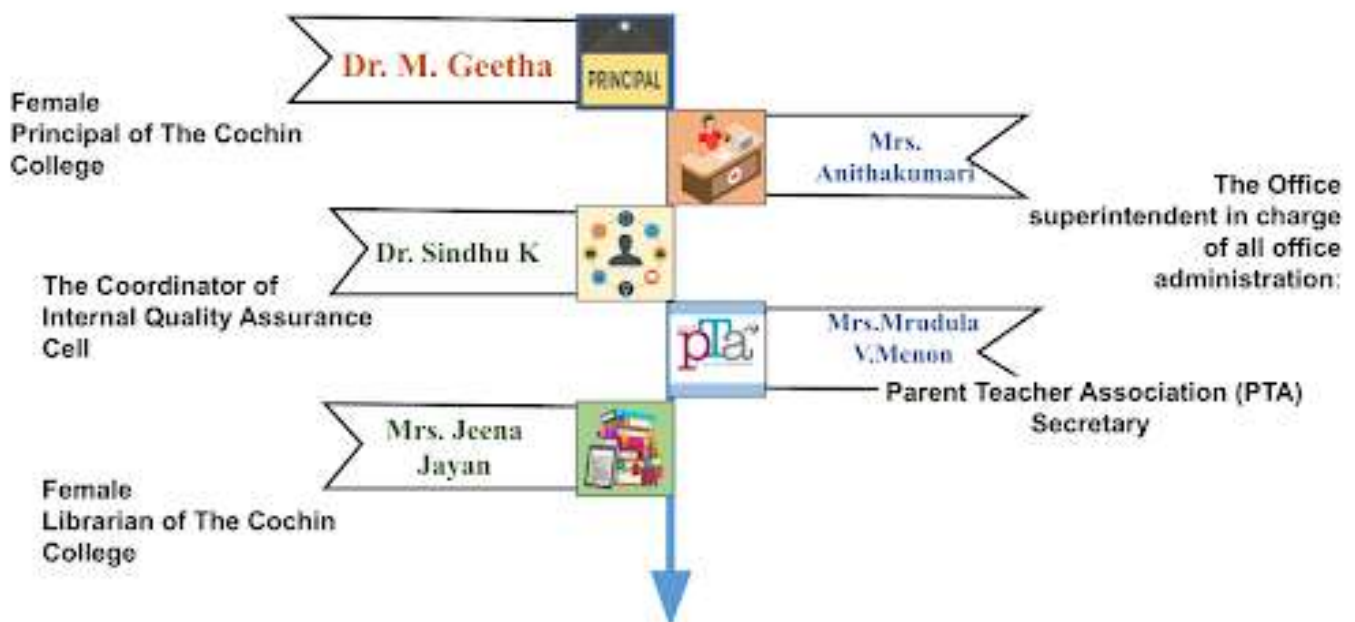 Dr. M. Geetha
PRINCIPAL
Female
Principal of The Cochin
College
Mrs.
Anithakumari
The Office
superintendent in charge
of all office
administration:
Dr. Sindhu K
The Coordinator of
Internal Quality Assurance
Cell
pTa
Mrs.Mrudula
V.Menon
Parent Teacher Association (PTA)
Secretary
Mrs. Jeena
Jayan
Female
Librarian of The Cochin
College